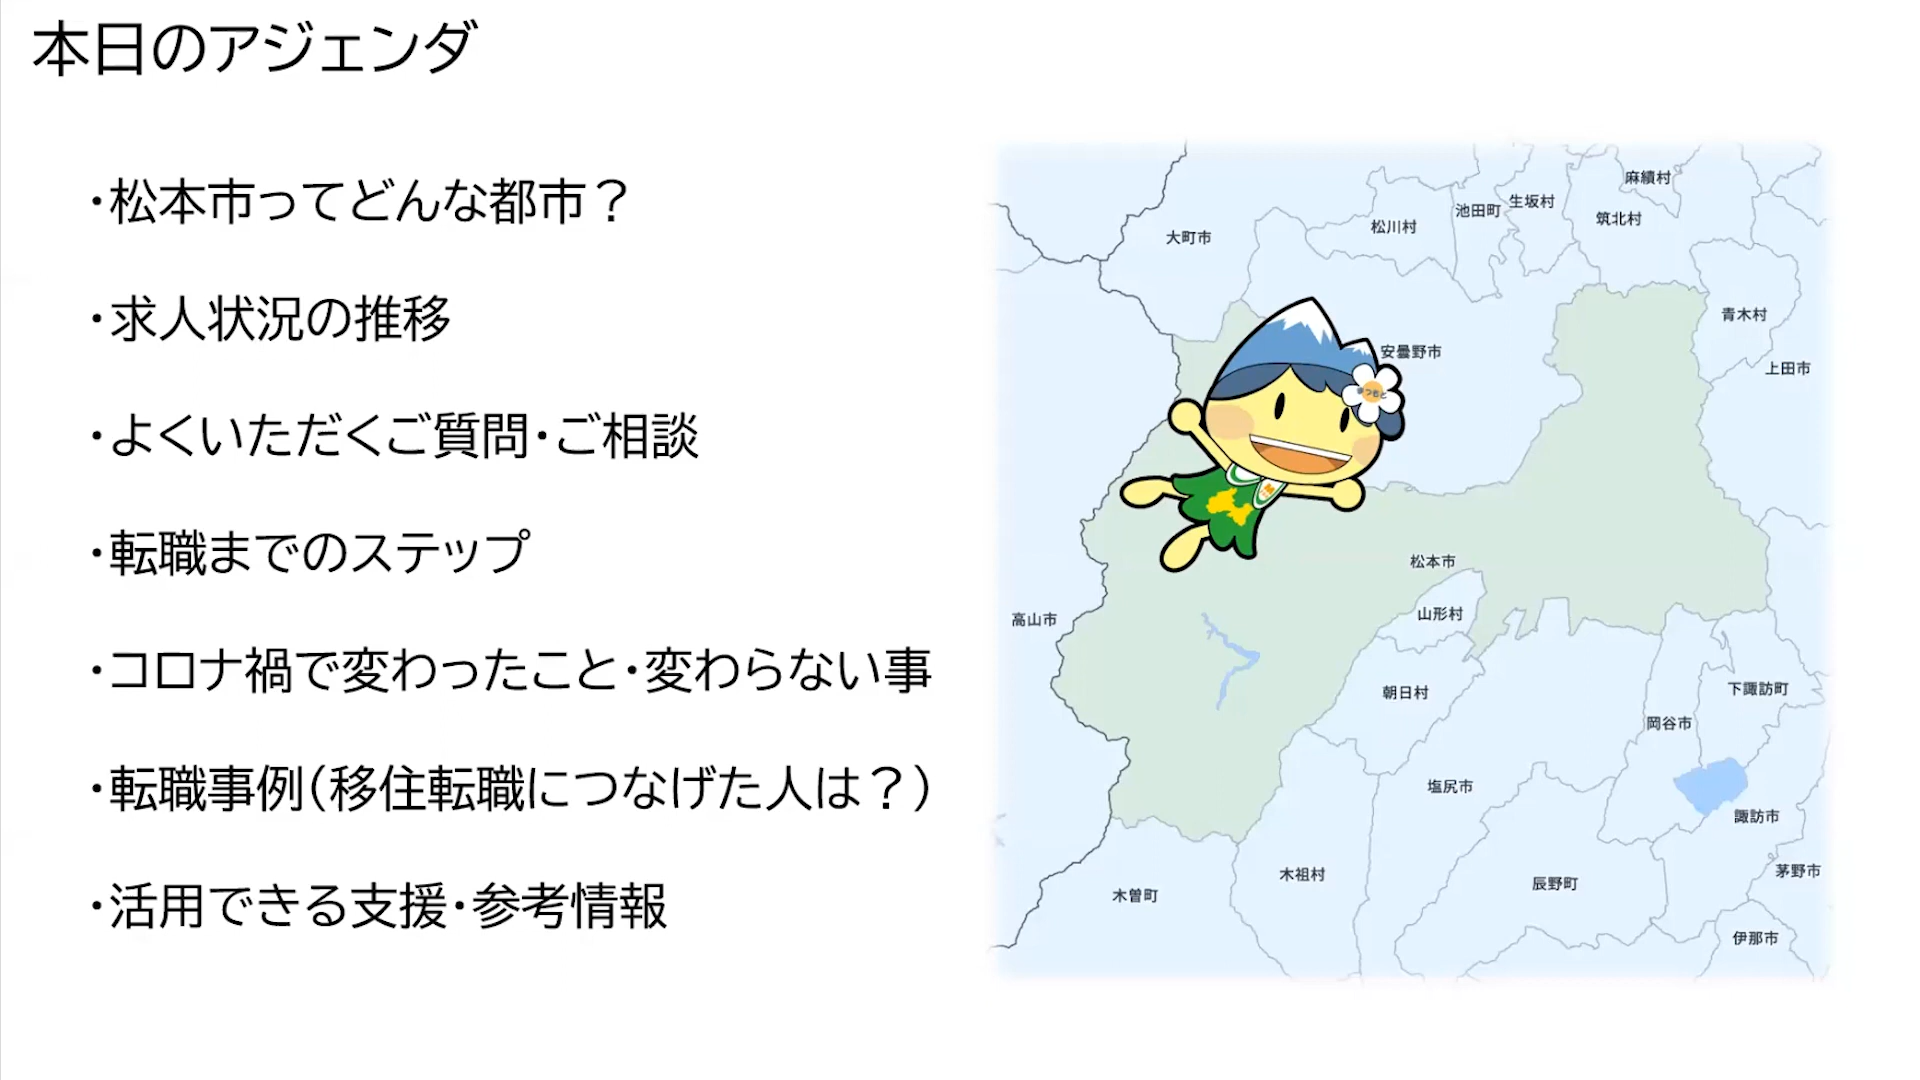 本日のアジェンダ
・松本市ってどんな都市？
・求人状況の推移
・よくいただくご質問・ご相談
・転職までのステップ
・コロナ禍で変わったこと・変わらない事
・転職事例（移住転職につなげた人は？）
・活用できる支援・参考情報
麻績村
生坂村
池田町
筑北村
松川村
大町市
青木村
安曇野市
上田市
まつもと
M
松本市
山形村
高山市
朝日村
下諏訪町
岡谷市
塩尻市
諏訪市
茅野市
木祖村
辰野町
木曽町
伊那市